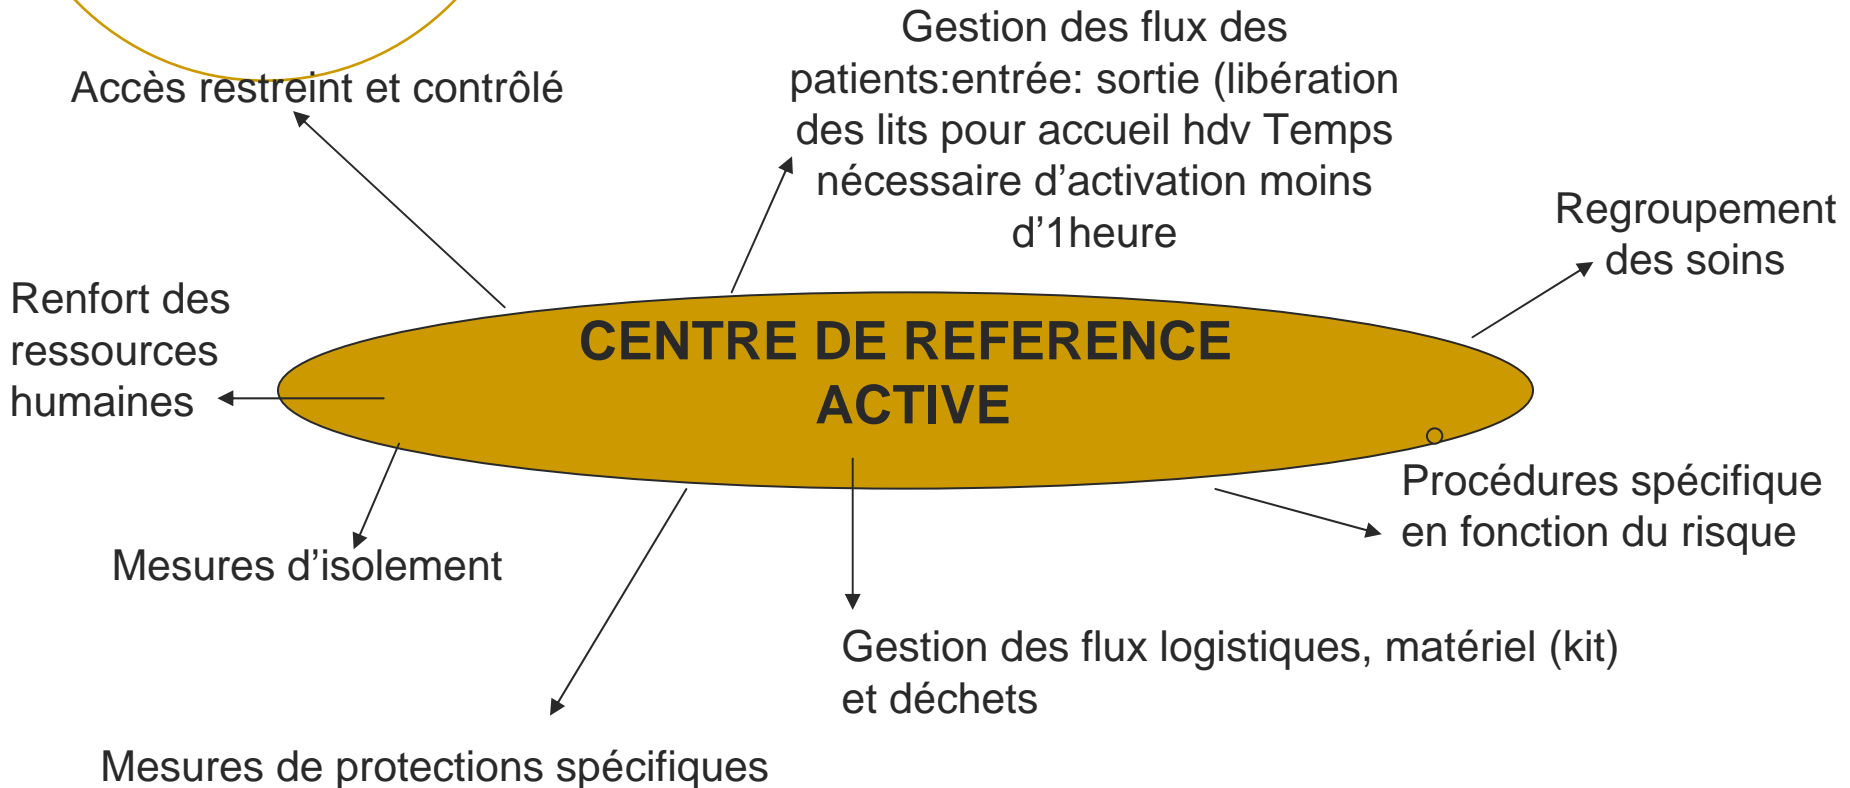 Gestion des flux des
patients:entrée: sortie (libération
des lits pour accueil hdv Temps
nécessaire d'activation moins
d'1heure
Accès restreint et contrôlé
Regroupement
des soins
Renfort des
ressources
humaines
CENTRE DE REFERENCE
ACTIVE
Procédures spécifique
en fonction du risque
Mesures d'isolement
Gestion des flux logistiques, matériel (kit)
et déchets
Mesures de protections spécifiques